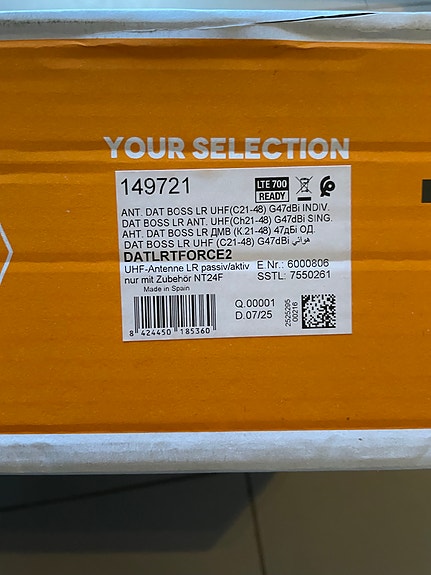 YOUR SELECTION
149721
LTE 700
READY
ANT. DAT BOSS LR UHF(C21-48) G47dBi INDIV.
DAT BOSS LR ANT. UHF(Ch21-48) G47dBi SING.
АНТ. DAT BOSS LR ДМВ (К.21-48) 47дБi ОД.
DAT BOSS LR UHF (C21-48) G47dBi هوائي
DATLRTFORCE2
UHF-Antenne LR passiv/aktiv E.Nr.: 6000806
nur mit Zubehör NT24F SSTL: 7550261
Made in Spain
Q.00001
D.07/25
2525295
00216
8 424450 185360